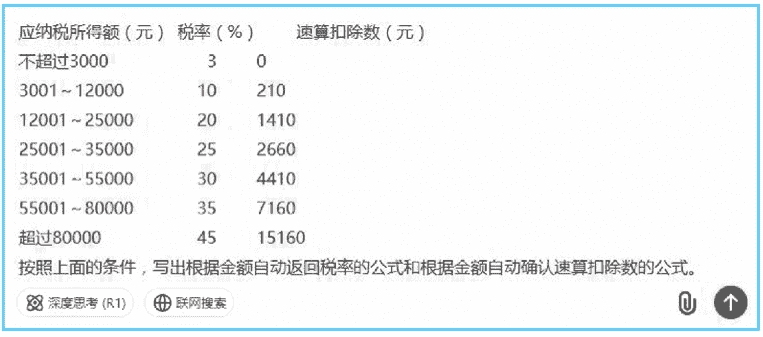 应纳税所得额（元） 税率（%） 速算扣除数（元）
不超过3000 3 0
3001～12000 10 210
12001～25000 20 1410
25001～35000 25 2660
35001～55000 30 4410
55001～80000 35 7160
超过80000 45 15160
按照上面的条件，写出根据金额自动返回税率的公式和根据金额自动确认速算扣除数的公式。
深度思考 (R1) 联网搜索